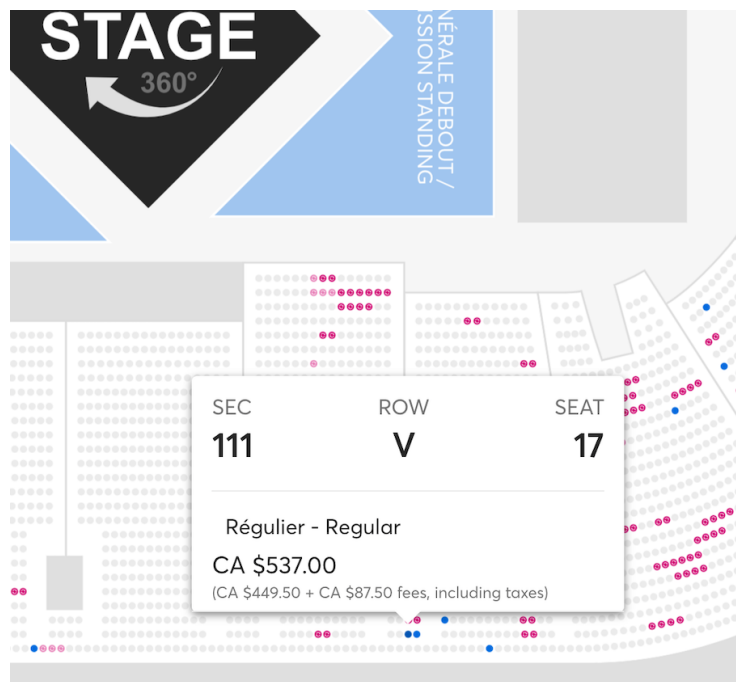 STAGE
360°
NÉRALE DEBOUT /
SSION STANDING
SEC
ROW
SEAT
111
V
17
Régulier - Regular
CA $537.00
(CA $449.50 + CA $87.50 fees, including taxes)